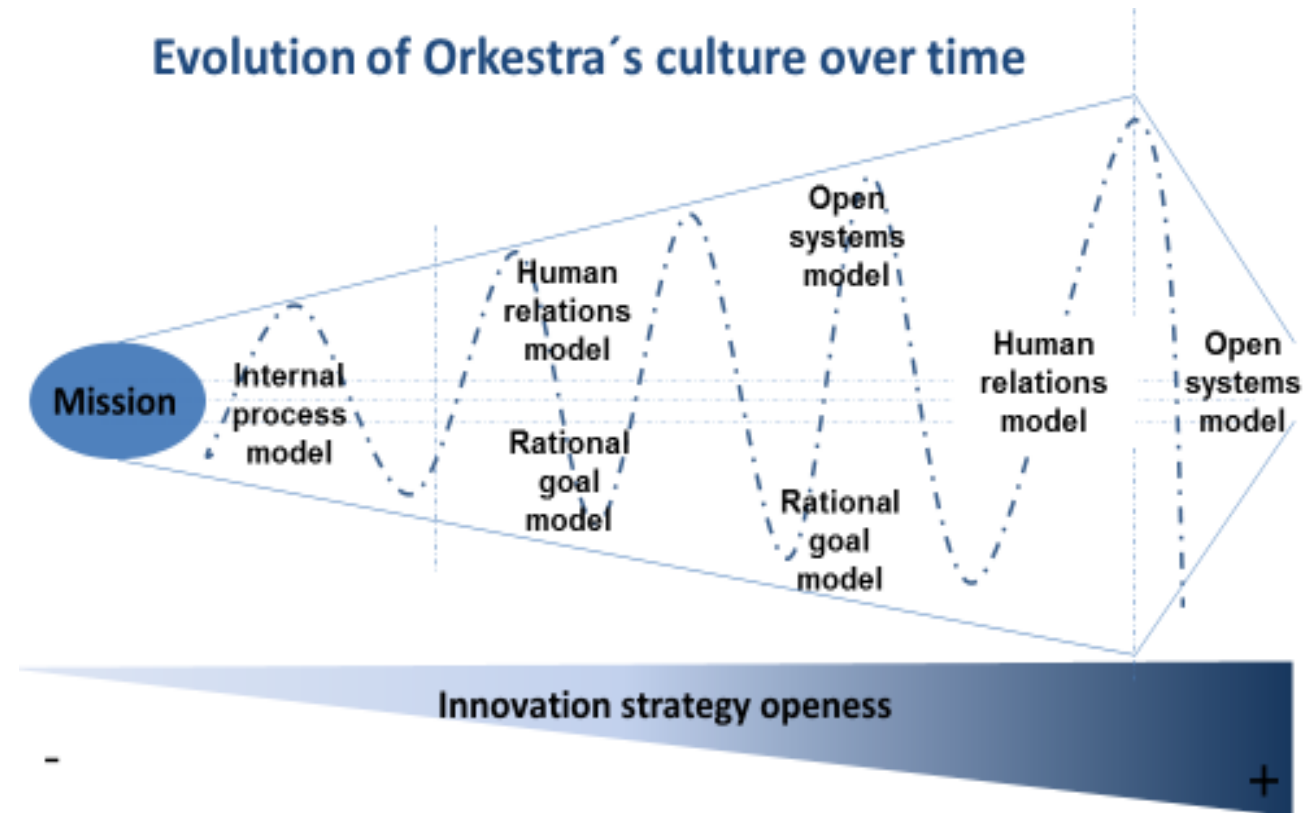 Evolution of Orkestra´s culture over time
Mission
Internal
process
model
Human
relations
model
Rational
goal
model
Open
systems
model
Rational
goal
model
Human
relations
model
Open
systems
model
Innovation strategy openess
-
+